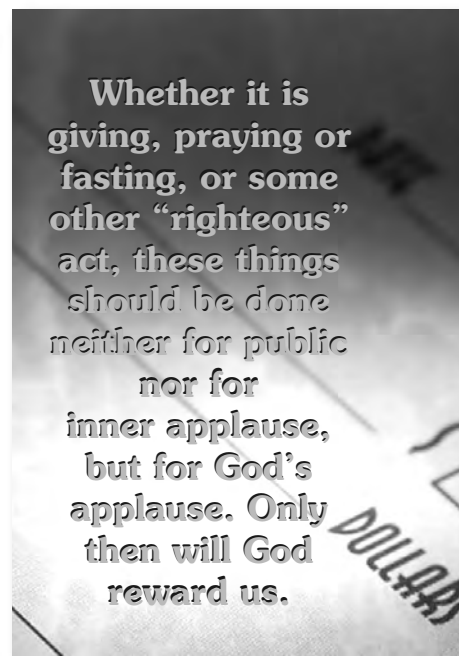 Whether it is
giving, praying or
fasting, or some
other “righteous”
act, these things
should be done
neither for public
nor for
inner applause,
but for God’s
applause. Only
then will God
reward us.
DOLLARS